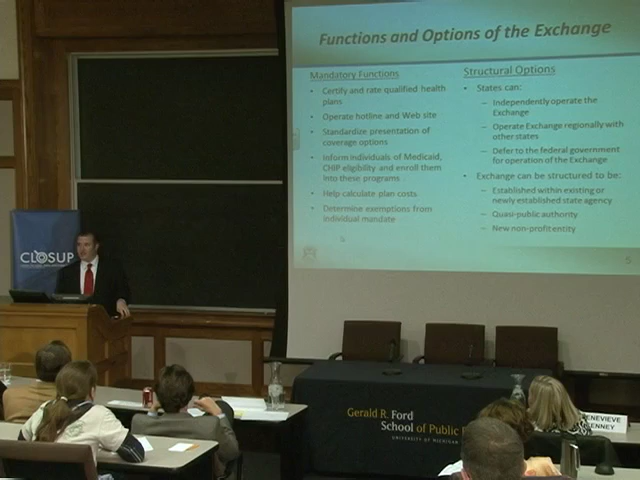 Functions and Options of the Exchange
Mandatory Functions
• Certify and rate qualified health
plans
• Operate hotline and Web site
• Standardize presentation of
coverage options
• Inform individuals of Medicaid,
CHIP eligibility and enroll them
into these programs
• Help calculate plan costs
• Determine exemptions from
individual mandate
Structural Options
• States can:
– Independently operate the
Exchange
– Operate Exchange regionally with
other states
– Defer to the federal government
for operation of the Exchange
• Exchange can be structured to be:
– Established within existing or
newly established state agency
– Quasi-public authority
– New non-profit entity
5
CLOSUP
Gerald R. Ford
School of Public
UNIVERSITY OF MICHIGAN
GENEVIEVE
KENNEY